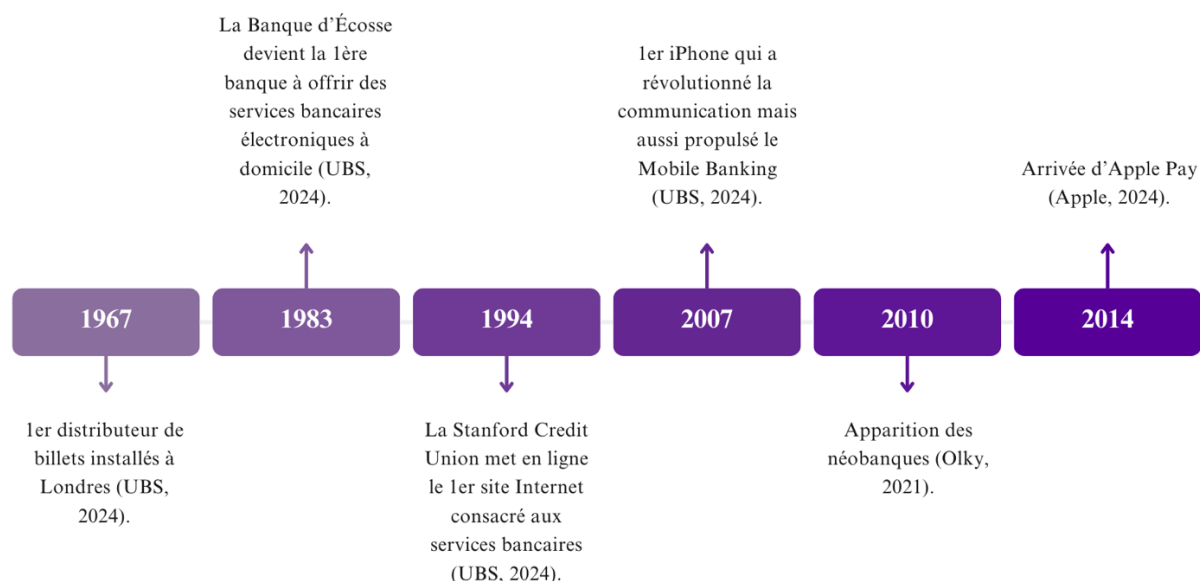 La Banque d’Écosse
devient la 1ère
banque à offrir des
services bancaires
électroniques à
domicile (UBS,
2024).
1er iPhone qui a
révolutionné la
communication mais
aussi propulsé le
Mobile Banking
(UBS, 2024).
Arrivée d’Apple Pay
(Apple, 2024).
1967
1983
1994
2007
2010
2014
1er distributeur de
billets installés à
Londres (UBS,
2024).
La Stanford Credit
Union met en ligne
le 1er site Internet
consacré aux
services bancaires
(UBS, 2024).
Apparition des
néobanques (Olky,
2021).